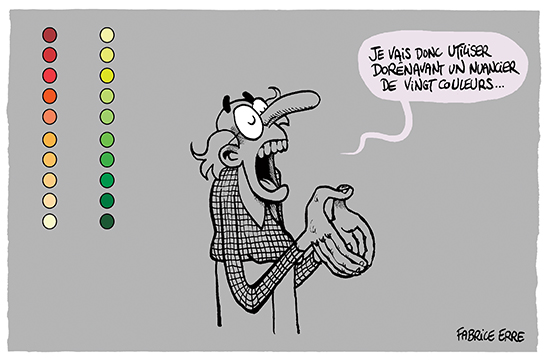 JE VAIS DONC UTILISER
DORÉNAVANT UN NUANCIER
DE VINGT COULEURS...
FABRICE ERRE